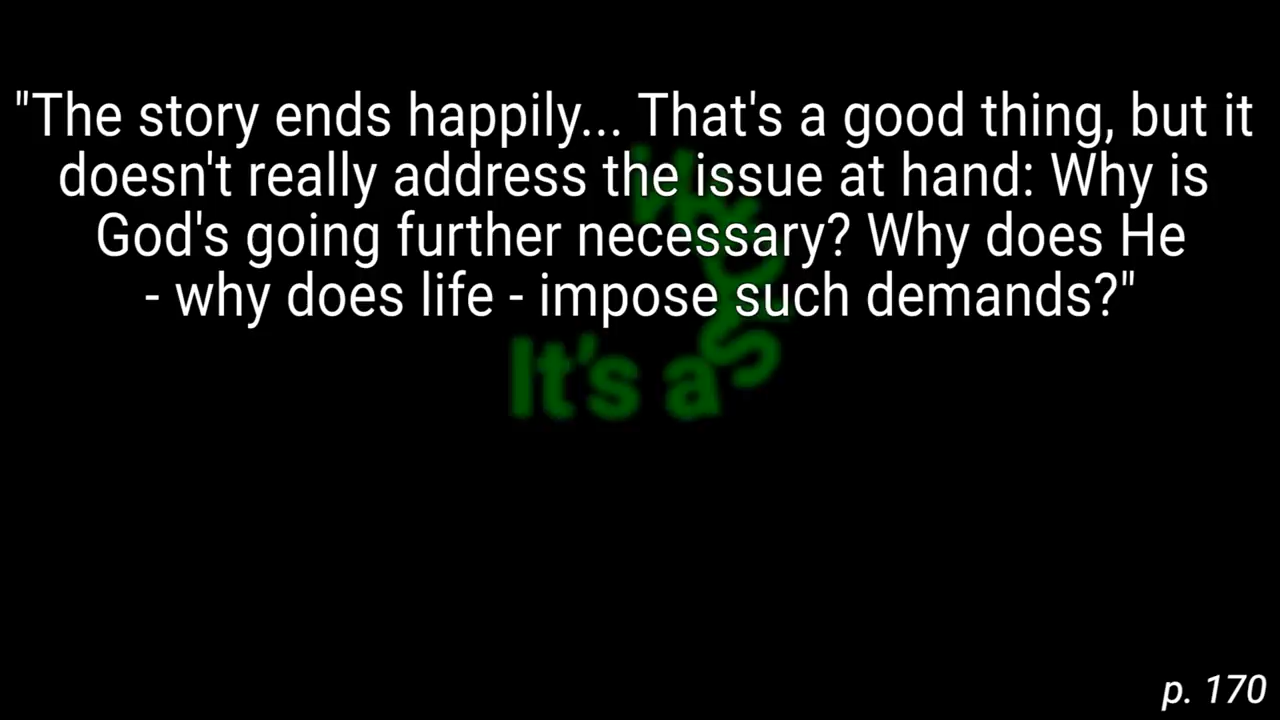 "The story ends happily... That's a good thing, but it
doesn't really address the issue at hand: Why is
God's going further necessary? Why does He
- why does life - impose such demands?"
It's a
p. 170